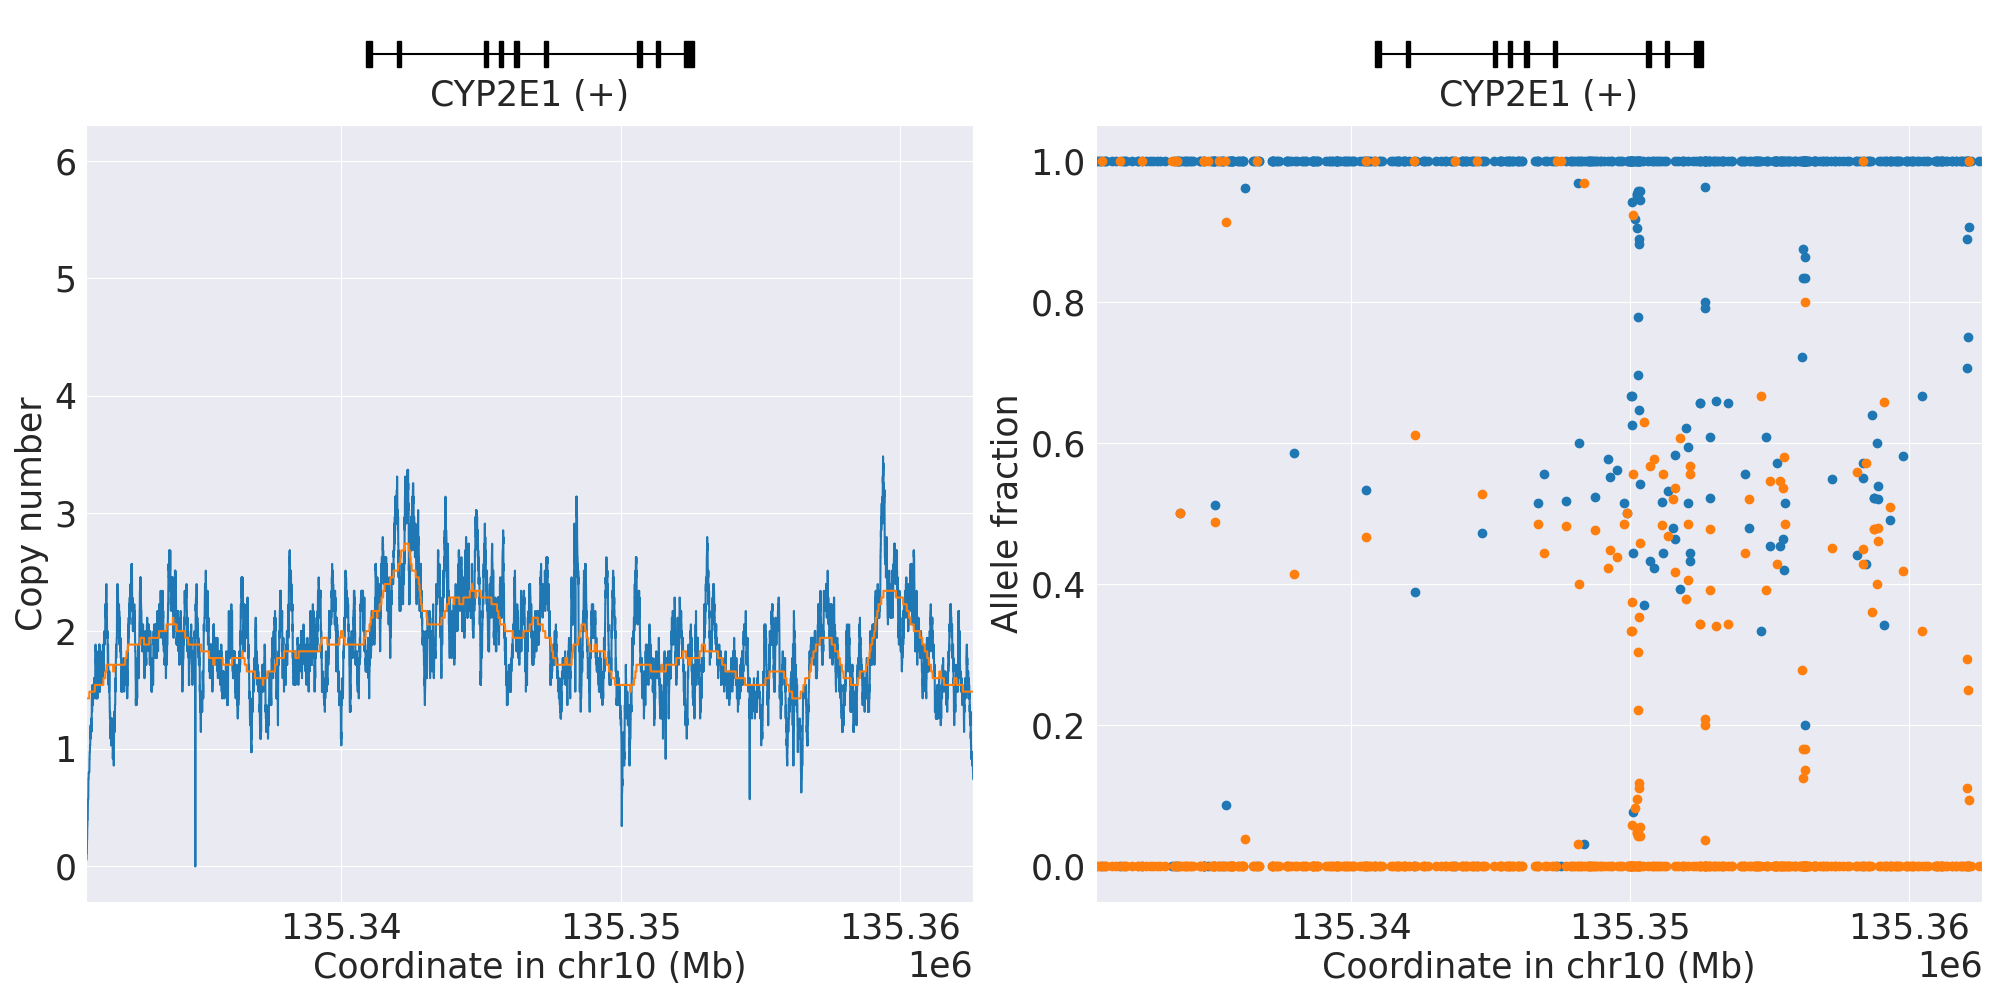 CYP2E1 (+)
6
5
4
3
2
1
0
Copy number
135.34 135.35 135.36
Coordinate in chr10 (Mb)
1e6
CYP2E1 (+)
1.0
0.8
0.6
0.4
0.2
0.0
Allele fraction
135.34 135.35 135.36
Coordinate in chr10 (Mb)
1e6